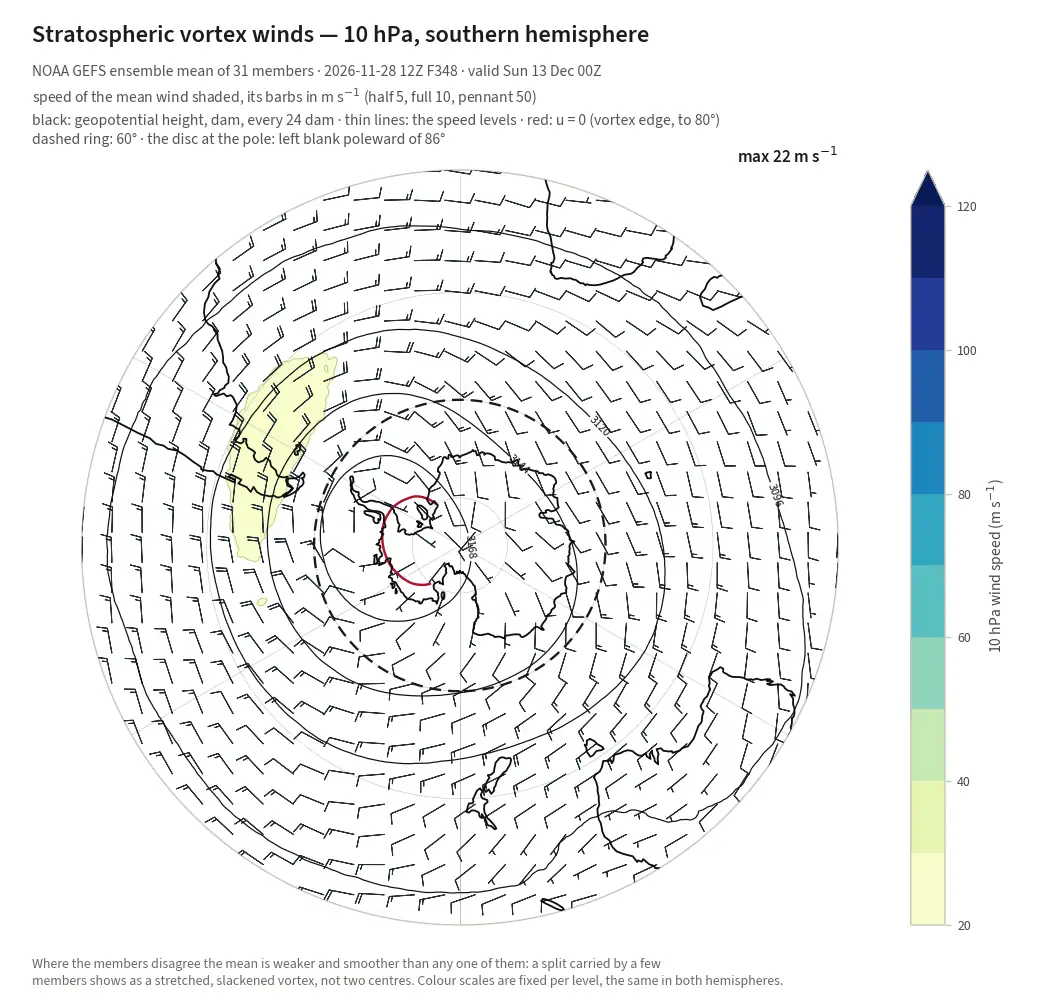 Stratospheric vortex winds — 10 hPa, southern hemisphere
NOAA GEFS ensemble mean of 31 members · 2026-11-28 12Z F348 · valid Sun 13 Dec 00Z
speed of the mean wind shaded, its barbs in m s⁻¹ (half 5, full 10, pennant 50)
black: geopotential height, dam, every 24 dam · thin lines: the speed levels · red: u = 0 (vortex edge, to 80°)
dashed ring: 60° · the disc at the pole: left blank poleward of 86°
max 22 m s⁻¹
120
100
80
60
40
20
10 hPa wind speed (m s⁻¹)
3120
3096
3168
Where the members disagree the mean is weaker and smoother than any one of them: a split carried by a few
members shows as a stretched, slackened vortex, not two centres. Colour scales are fixed per level, the same in both hemispheres.